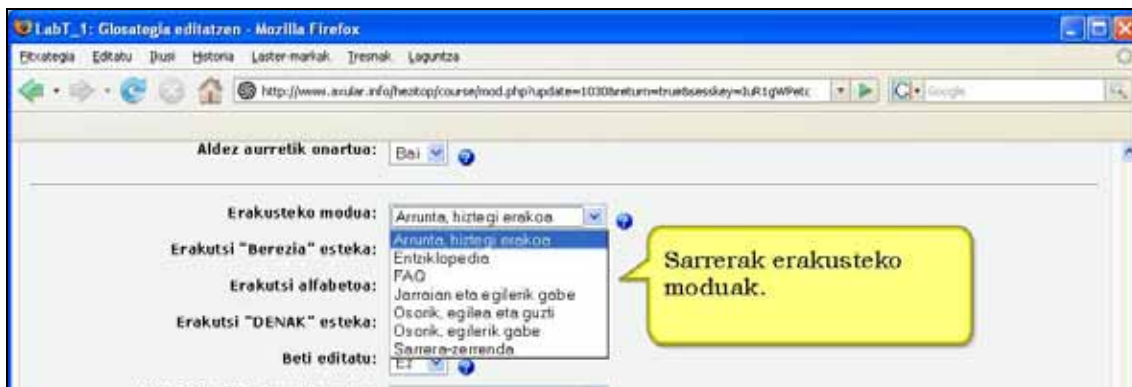 LabT_1: Glosategia editatzen - Mozilla Firefox
Fitxategia Editatu Ikusi Historia Laster-markak Tresnak Laguntza
Google
Aldez aurretik onartua: Bai
Erakusteko modua: Arrunta, hiztegi erakoa
Arrunta, hiztegi erakoa
Erakutsi "Berezia" esteka:
Entziklopedia
FAQ
Erakutsi alfabetoa:
Jarraian eta egilerik gabe
Osorik, egilea eta guzti
Erakutsi "DENAK" esteka:
Osorik, egilerik gabe
Sarrera-zerrenda
Beti editatu: Ez
Sarrerak erakusteko
moduak.